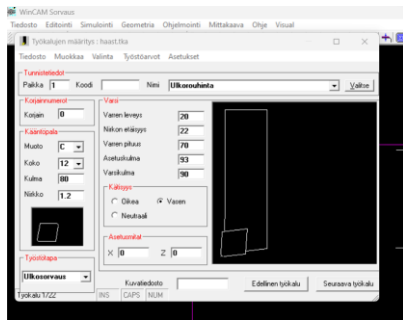 WinCAM Sorvaus
Tiedosto Editointi Simulointi Geometria Ohjelmointi Mittakaava Ohje Visual
Työkalujen määritys : haast.tka
Tiedosto Muokkaa Valinta Työstöarvot Asetukset
Tunnistetiedot
Paikka 1 Koodi Nimi Ulkorouhinta Valitse
Korjainnumerot
Korjain 0
Kääntöpala
Muoto C
Koko 12
Kulma 80
Nirkko 1.2
Työstötapa
Ulkosorvaus
Varsi
Varren leveys 20
Nirkon etäisyys 22
Varren pituus 70
Asetuskulma 93
Varsikulma 90
Kätisyys
Oikea Vasen
Neutraali
Asetusmitat
X 0 Z 0
Kuvatiedosto Edellinen työkalu Seuraava työkalu
Työkalu 1/22 INS CAPS NUM